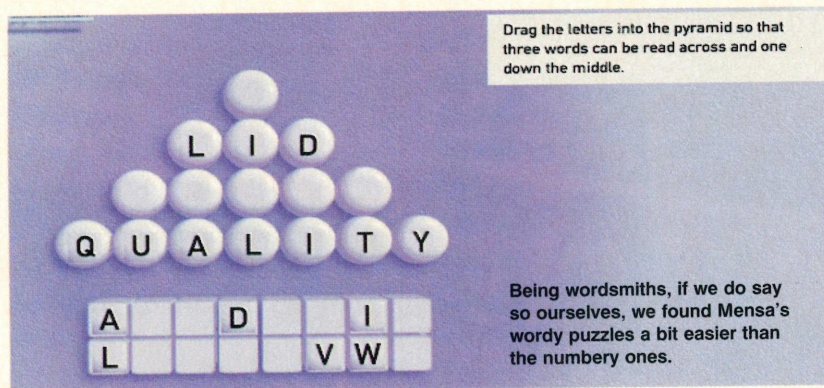 Drag the letters into the pyramid so that
three words can be read across and one
down the middle.
L I D
Q U A L I T Y
A D I
L V W
Being wordsmiths, if we do say
so ourselves, we found Mensa's
wordy puzzles a bit easier than
the numbery ones.